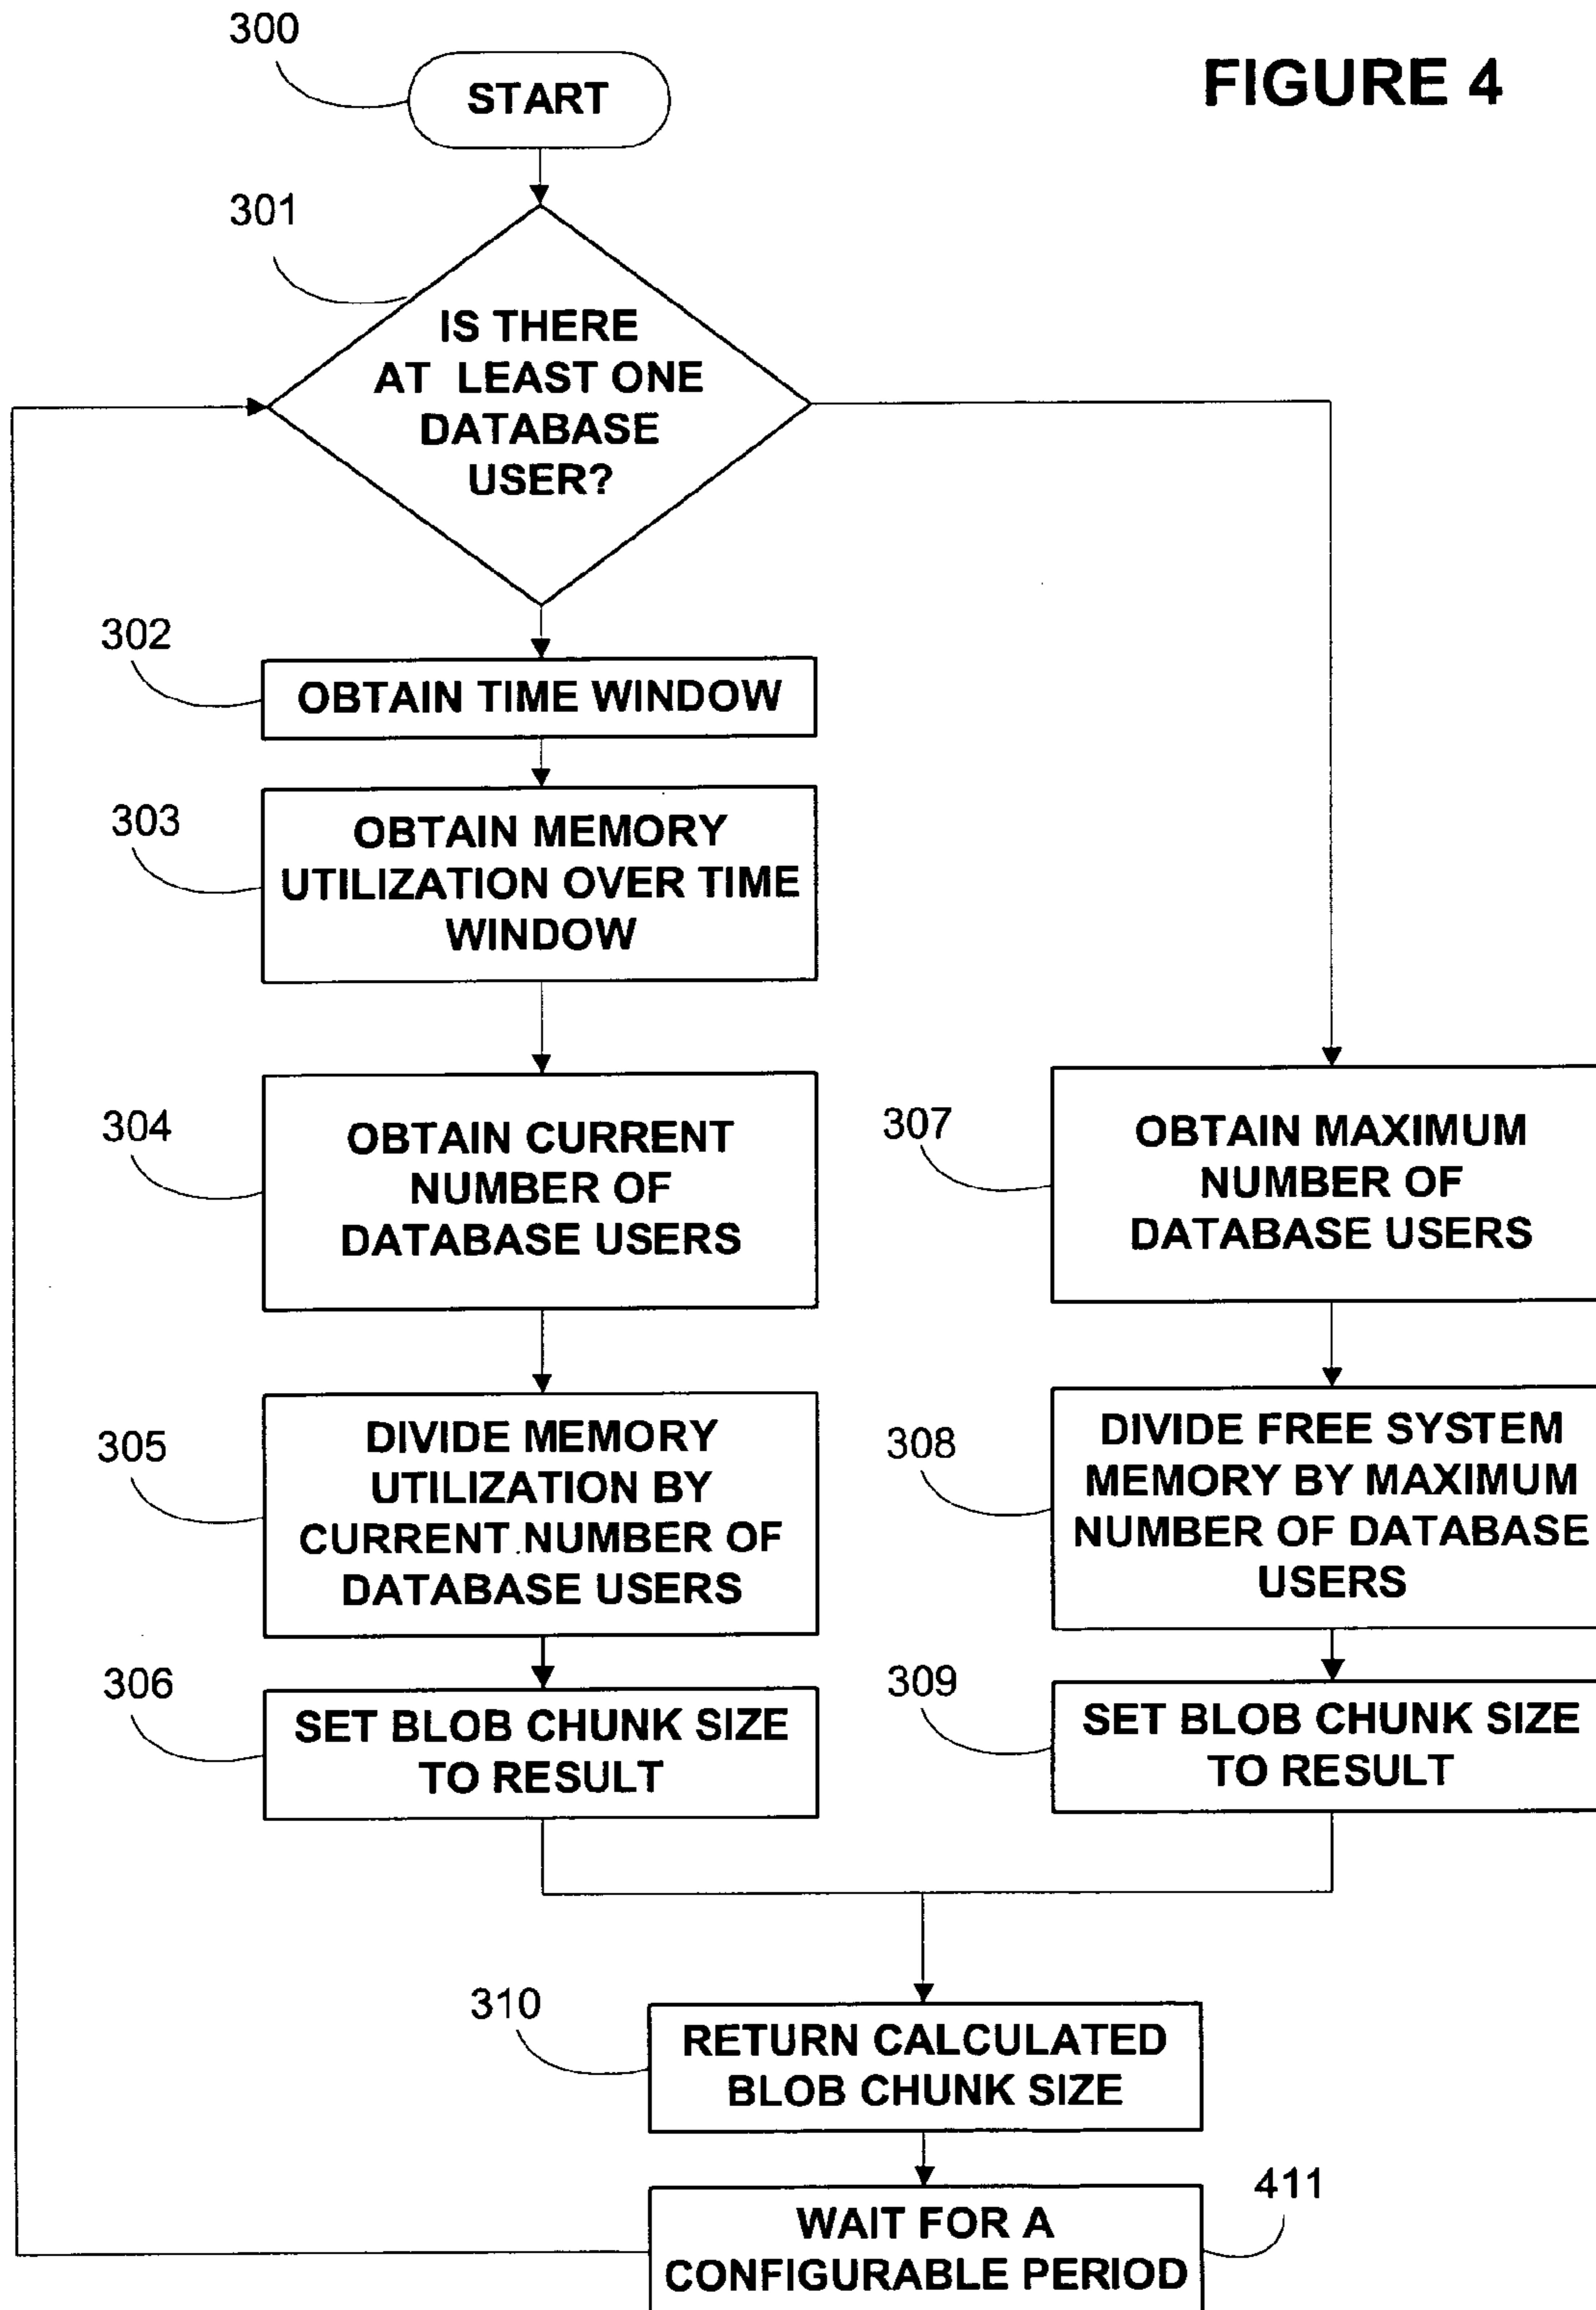 FIGURE 4
300
START
301
IS THERE
AT LEAST ONE
DATABASE
USER?
302
OBTAIN TIME WINDOW
303
OBTAIN MEMORY
UTILIZATION OVER TIME
WINDOW
304
OBTAIN CURRENT
NUMBER OF
DATABASE USERS
307
OBTAIN MAXIMUM
NUMBER OF
DATABASE USERS
305
DIVIDE MEMORY
UTILIZATION BY
CURRENT NUMBER OF
DATABASE USERS
308
DIVIDE FREE SYSTEM
MEMORY BY MAXIMUM
NUMBER OF DATABASE
USERS
306
SET BLOB CHUNK SIZE
TO RESULT
309
SET BLOB CHUNK SIZE
TO RESULT
310
RETURN CALCULATED
BLOB CHUNK SIZE
411
WAIT FOR A
CONFIGURABLE PERIOD